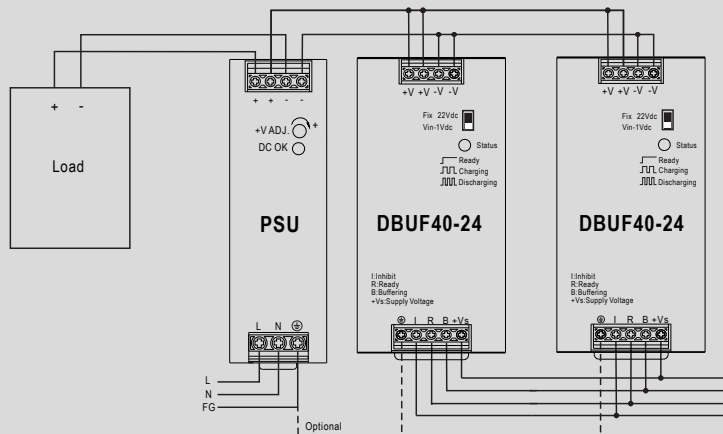 + -
Load
+ + - -
+V ADJ. +
DC OK
PSU
L N
L
N
FG
Optional
+V +V -V -V
Fix 22Vdc
Vin-1Vdc
Status
Ready
Charging
Discharging
DBUF40-24
I:Inhibit
R:Ready
B:Buffering
+Vs:Supply Voltage
I R B +Vs
+V +V -V -V
Fix 22Vdc
Vin-1Vdc
Status
Ready
Charging
Discharging
DBUF40-24
I:Inhibit
R:Ready
B:Buffering
+Vs:Supply Voltage
I R B +Vs